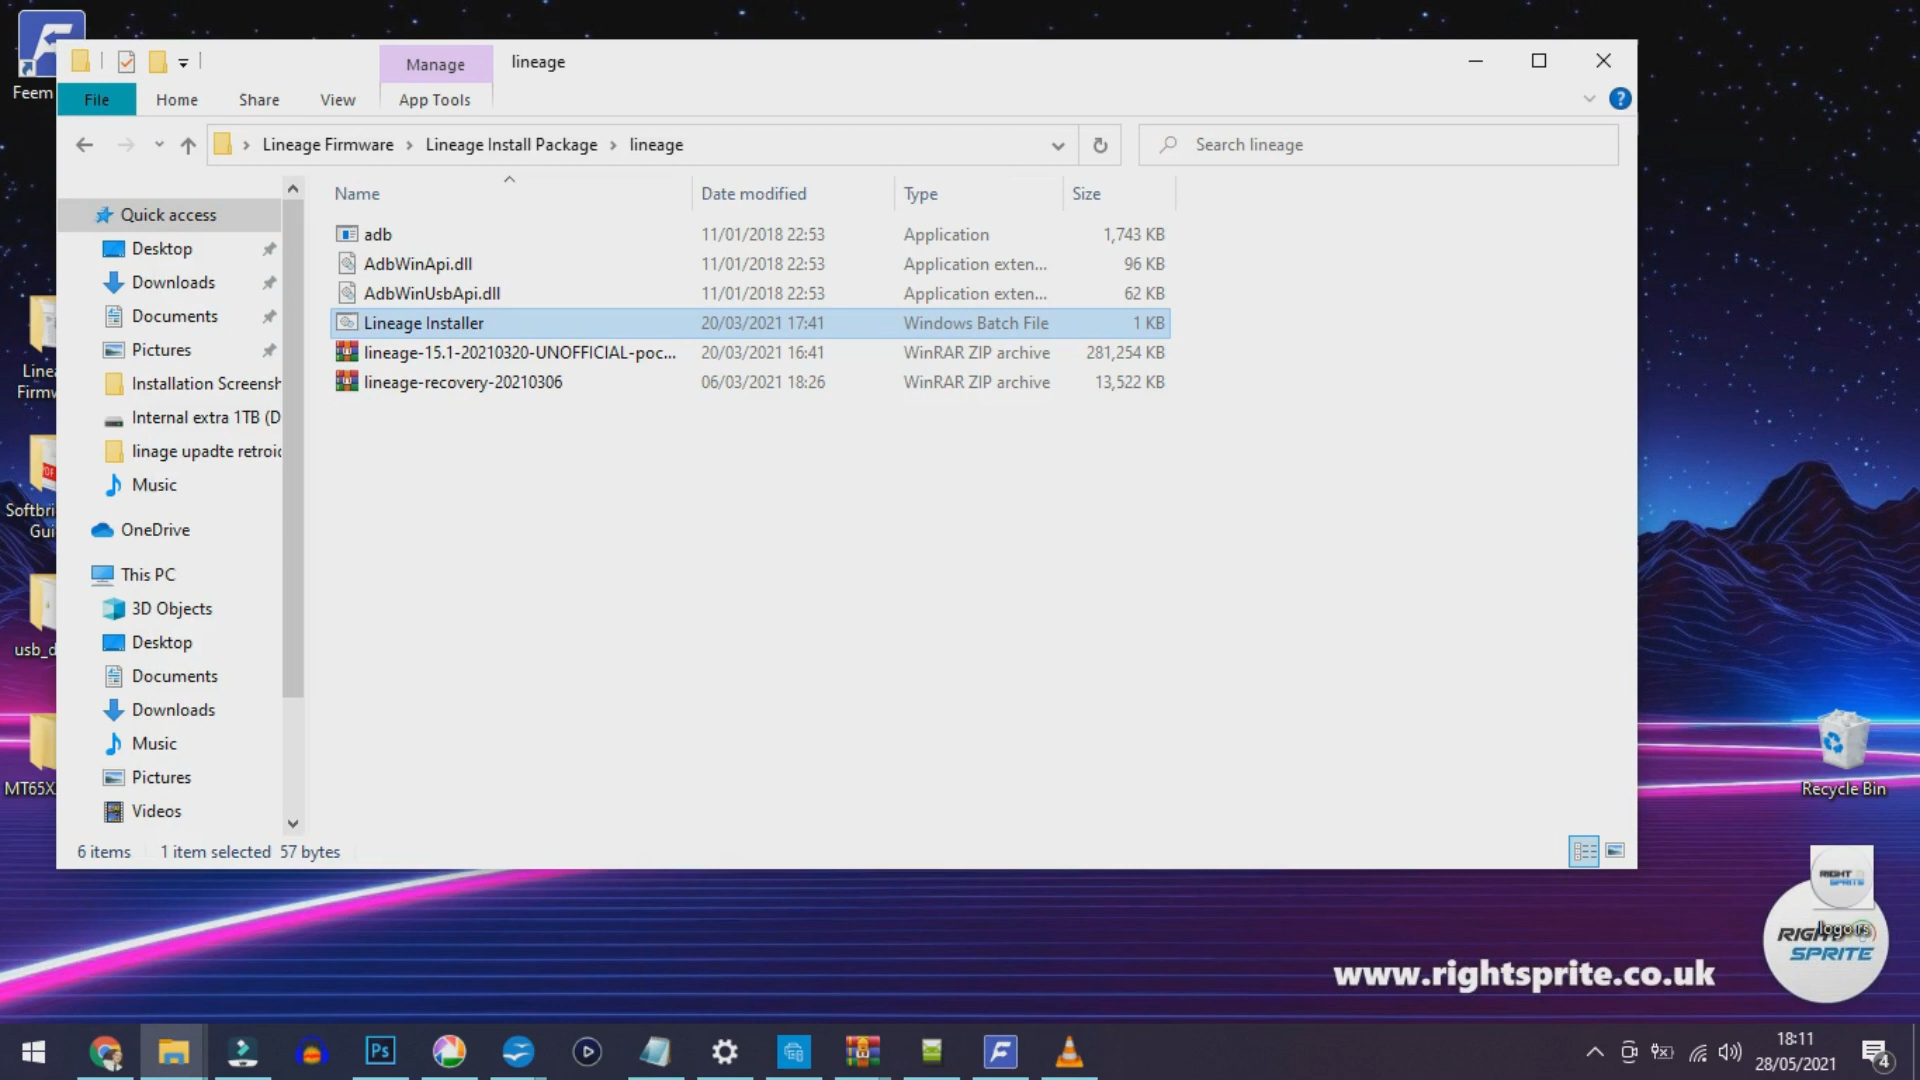 Feem
Manage
lineage
File
Home
Share
View
App Tools
Lineage Firmware
Lineage Install Package
lineage
Search lineage
Name
Date modified
Type
Size
Quick access
Desktop
Downloads
Documents
Pictures
Installation Screensh
Internal extra 1TB (D
linage upadte retroid
Music
OneDrive
This PC
3D Objects
Desktop
Documents
Downloads
Music
Pictures
Videos
adb 11/01/2018 22:53 Application 1,743 KB
AdbWinApi.dll 11/01/2018 22:53 Application exten... 96 KB
AdbWinUsbApi.dll 11/01/2018 22:53 Application exten... 62 KB
Lineage Installer 20/03/2021 17:41 Windows Batch File 1 KB
lineage-15.1-20210320-UNOFFICIAL-poc... 20/03/2021 16:41 WinRAR ZIP archive 281,254 KB
lineage-recovery-20210306 06/03/2021 18:26 WinRAR ZIP archive 13,522 KB
6 items 1 item selected 57 bytes
Linea
Firmw
PDF
Softbri
Gui
usb_d
MT65X
Recycle Bin
RIGHT
SPRITE
logo rs
RIGHT
SPRITE
www.rightsprite.co.uk
Ps
18:11
28/05/2021
4